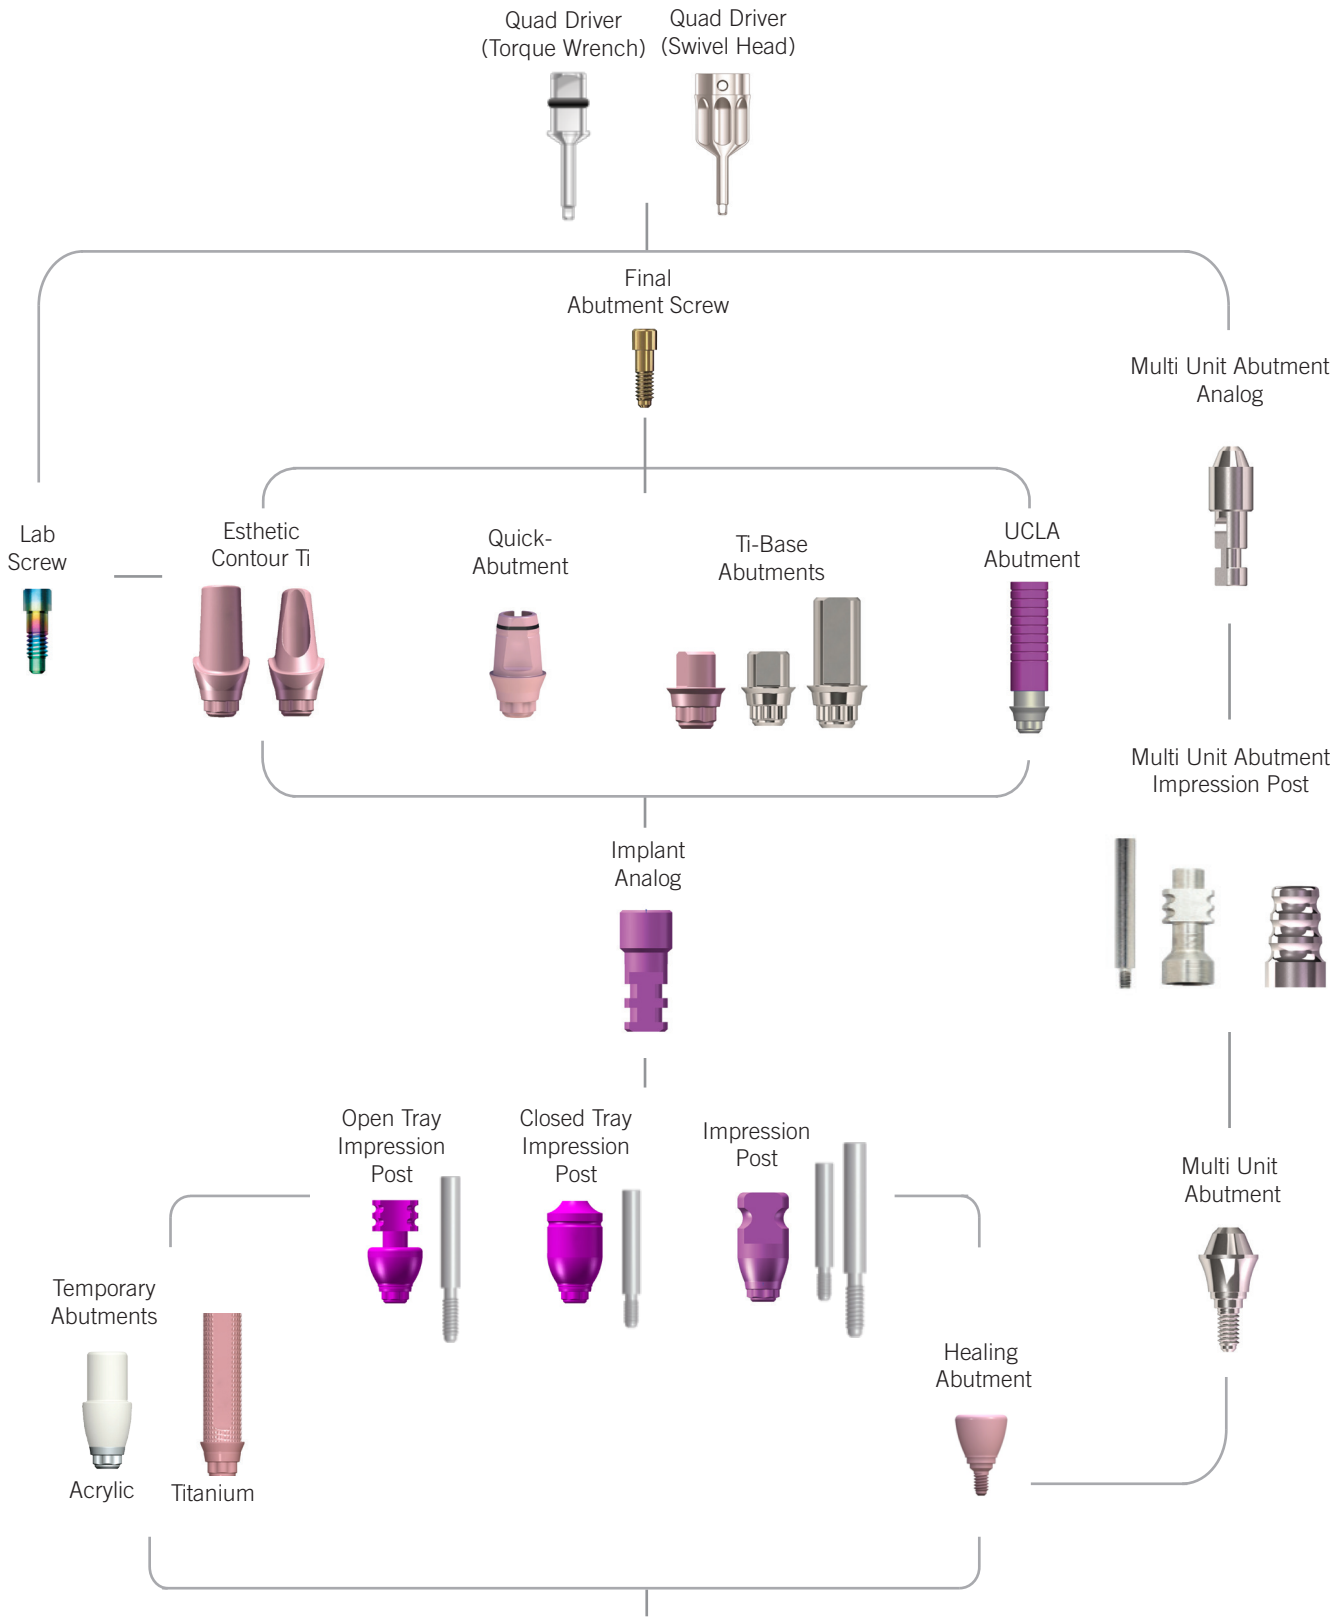 Quad Driver
(Torque Wrench)
Quad Driver
(Swivel Head)
Final
Abutment Screw
Multi Unit Abutment
Analog
Lab
Screw
Esthetic
Contour Ti
Quick-
Abutment
Ti-Base
Abutments
UCLA
Abutment
Multi Unit Abutment
Impression Post
Implant
Analog
Open Tray
Impression
Post
Closed Tray
Impression
Post
Impression
Post
Multi Unit
Abutment
Temporary
Abutments
Healing
Abutment
Acrylic
Titanium